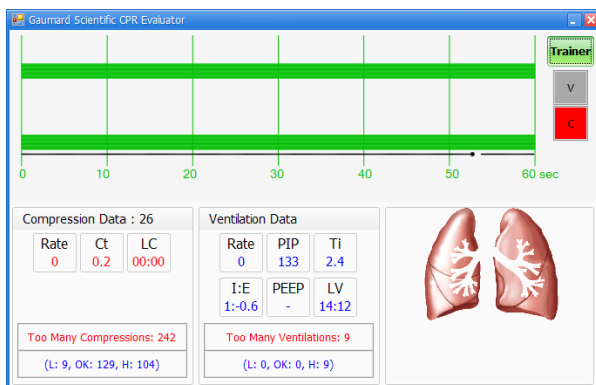 Gaumard Scientific CPR Evaluator
Trainer
V
C
0 10 20 30 40 50 60 sec
Compression Data : 26
Rate Ct LC
0 0.2 00:00
Too Many Compressions: 242
(L: 9, OK: 129, H: 104)
Ventilation Data
Rate PIP Ti
0 133 2.4
I:E PEEP LV
1:-0.6 - 14:12
Too Many Ventilations: 9
(L: 0, OK: 0, H: 9)